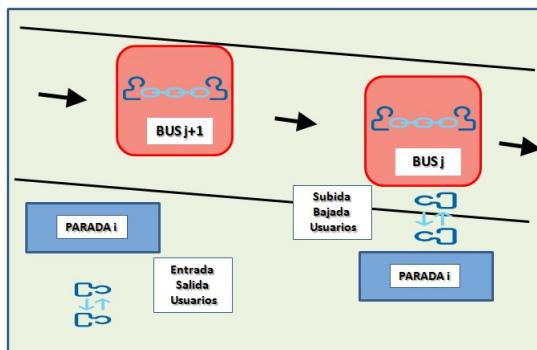 BUS j+1
BUS j
Subida
Bajada
Usuarios
PARADA i
Entrada
Salida
Usuarios
PARADA i